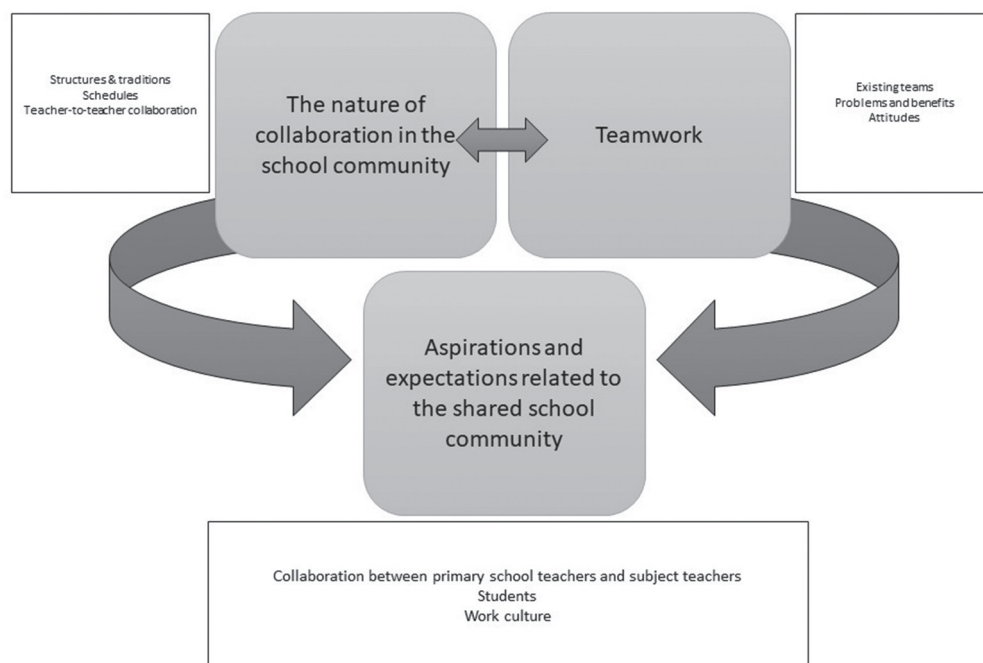 Structures & traditions
Schedules
Teacher-to-teacher collaboration
The nature of
collaboration in the
school community
Teamwork
Existing teams
Problems and benefits
Attitudes
Aspirations and
expectations related to
the shared school
community
Collaboration between primary school teachers and subject teachers
Students
Work culture